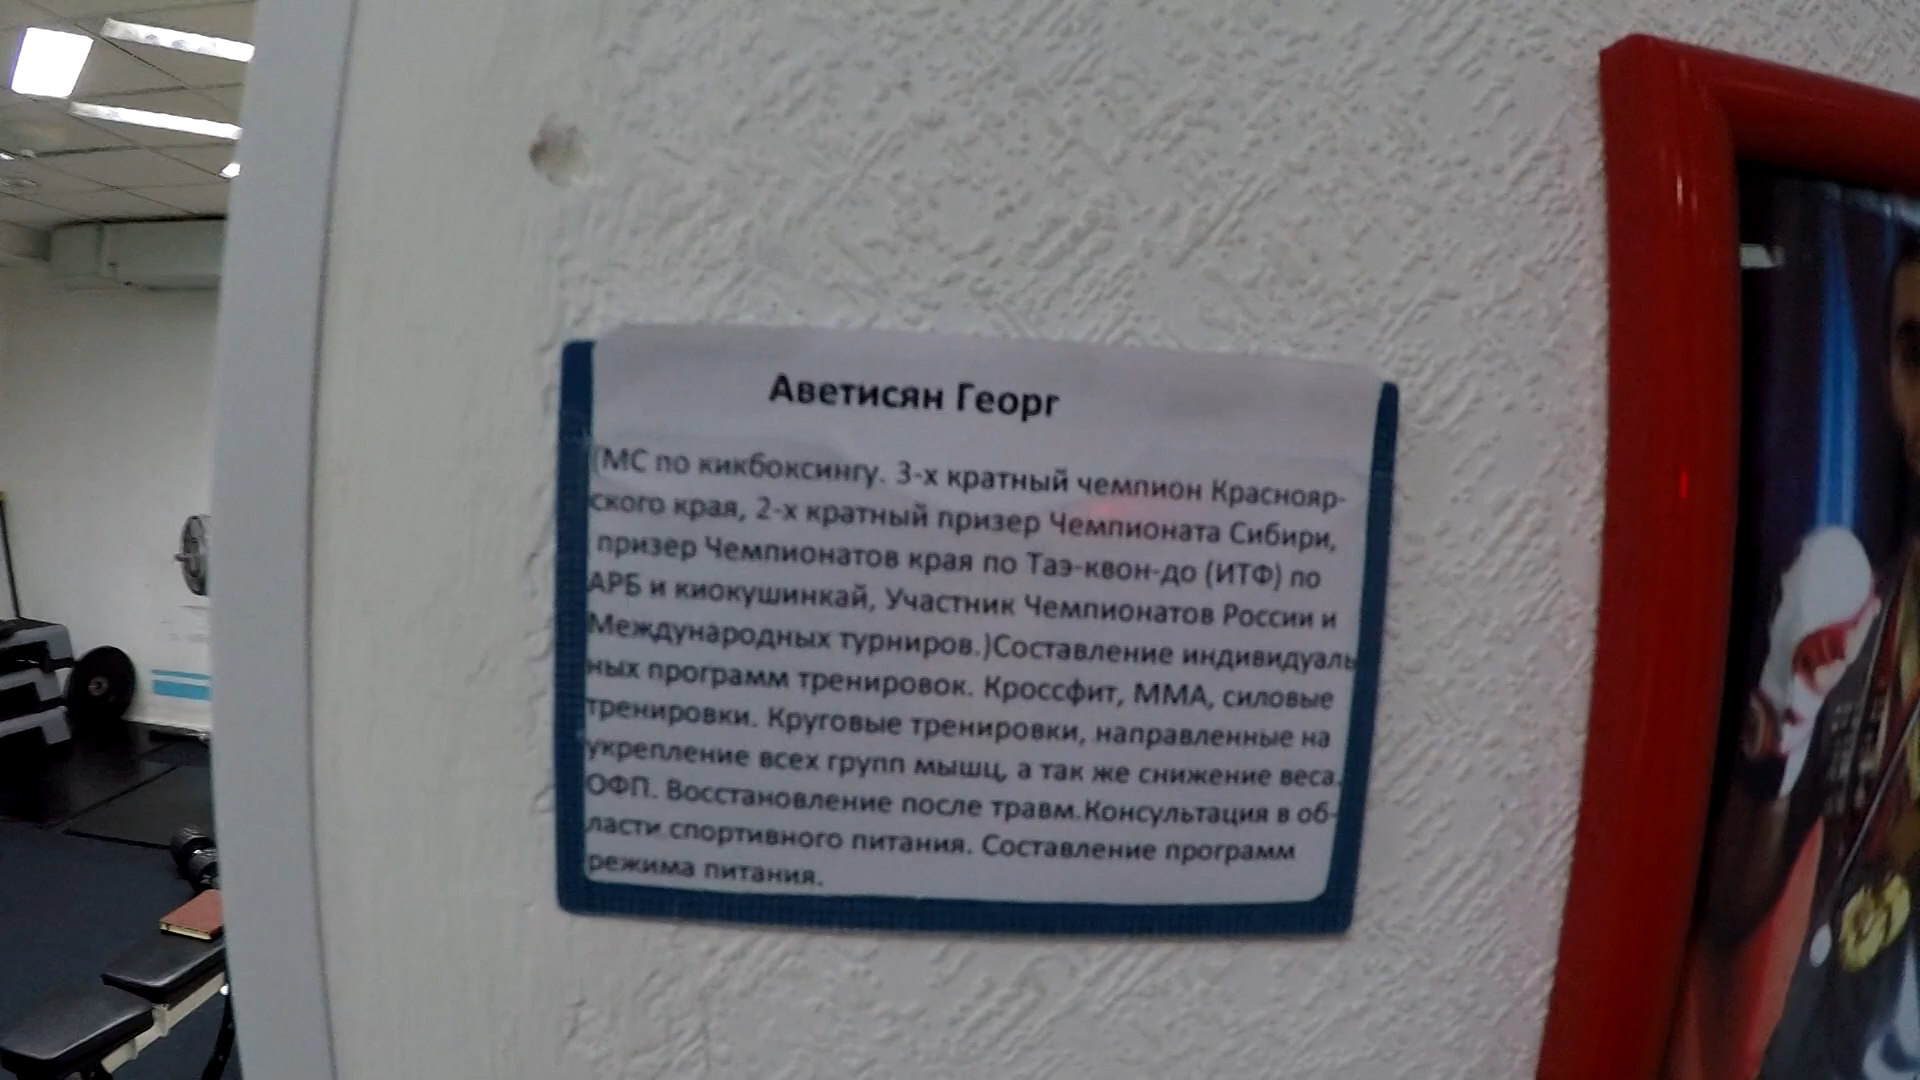 Аветисян Георг
(МС по кикбоксингу. 3-х кратный чемпион Краснояр-
ского края, 2-х кратный призер Чемпионата Сибири,
призер Чемпионатов края по Таэ-квон-до (ИТФ) по
АРБ и киокушинкай, Участник Чемпионатов России и
Международных турниров.)Составление индивидуаль
ных программ тренировок. Кроссфит, ММА, силовые
тренировки. Круговые тренировки, направленные на
укрепление всех групп мышц, а так же снижение веса.
ОФП. Восстановление после травм.Консультация в об-
ласти спортивного питания. Составление программ
режима питания.